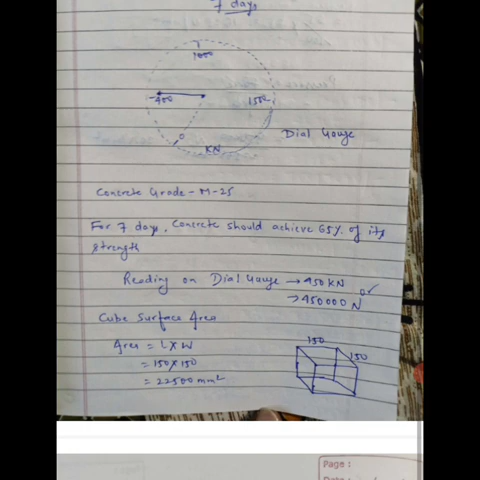 7 days
1000
400
1500
0
KN
Dial Gauge
Concrete Grade - M-25
For 7 days, Concrete should achieve 65% of its
strength
Reading on Dial Gauge → 450 KN
→ 450000 N
Cube Surface Area
Area = L X W
= 150 X 150
= 22500 mm²
150
150
Page :